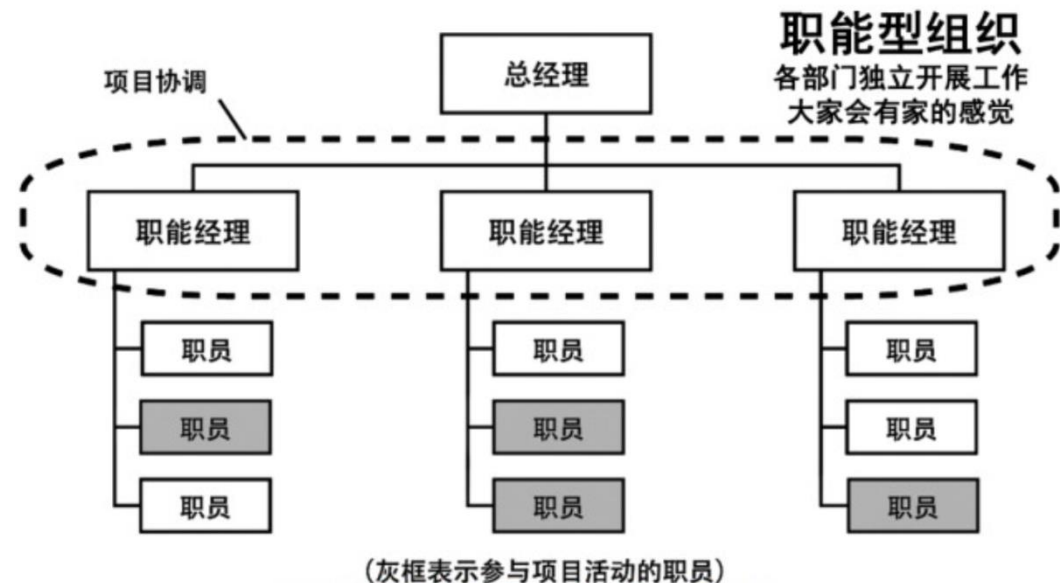 职能型组织
各部门独立开展工作
大家会有家的感觉
项目协调
总经理
职能经理 职能经理 职能经理
职员 职员 职员
职员 职员 职员
职员 职员 职员
（灰框表示参与项目活动的职员）